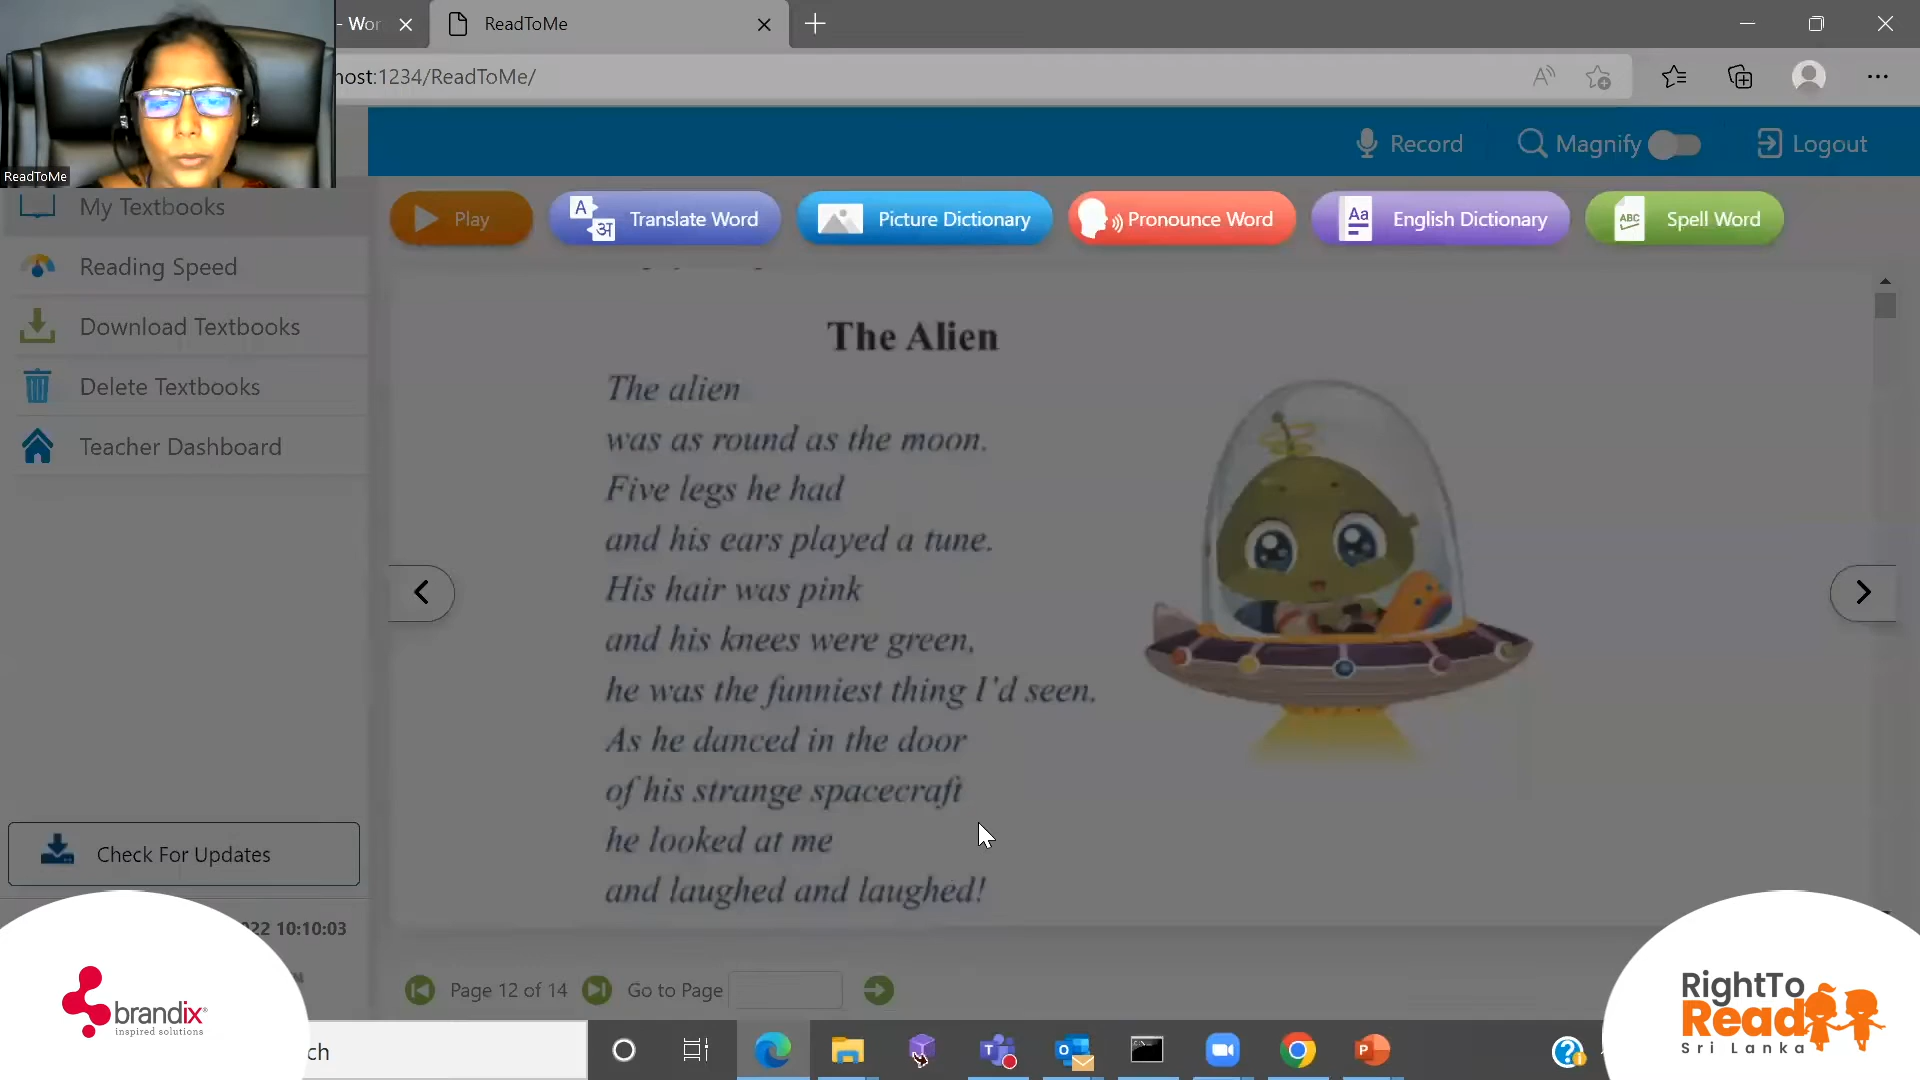 - Wor
ReadToMe
host:1234/ReadToMe/
ReadToMe
Record
Magnify
Logout
My Textbooks
Play
A
अ
Translate Word
Picture Dictionary
Pronounce Word
Aa
English Dictionary
ABC
Spell Word
Reading Speed
Download Textbooks
Delete Textbooks
Teacher Dashboard
The Alien
The alien
was as round as the moon.
Five legs he had
and his ears played a tune.
His hair was pink
and his knees were green,
he was the funniest thing I'd seen.
As he danced in the door
of his strange spacecraft
he looked at me
and laughed and laughed!
Check For Updates
22 10:10:03
Page 12 of 14
Go to Page
brandix
inspired solutions
RightTo
Read
Sri Lanka
ch